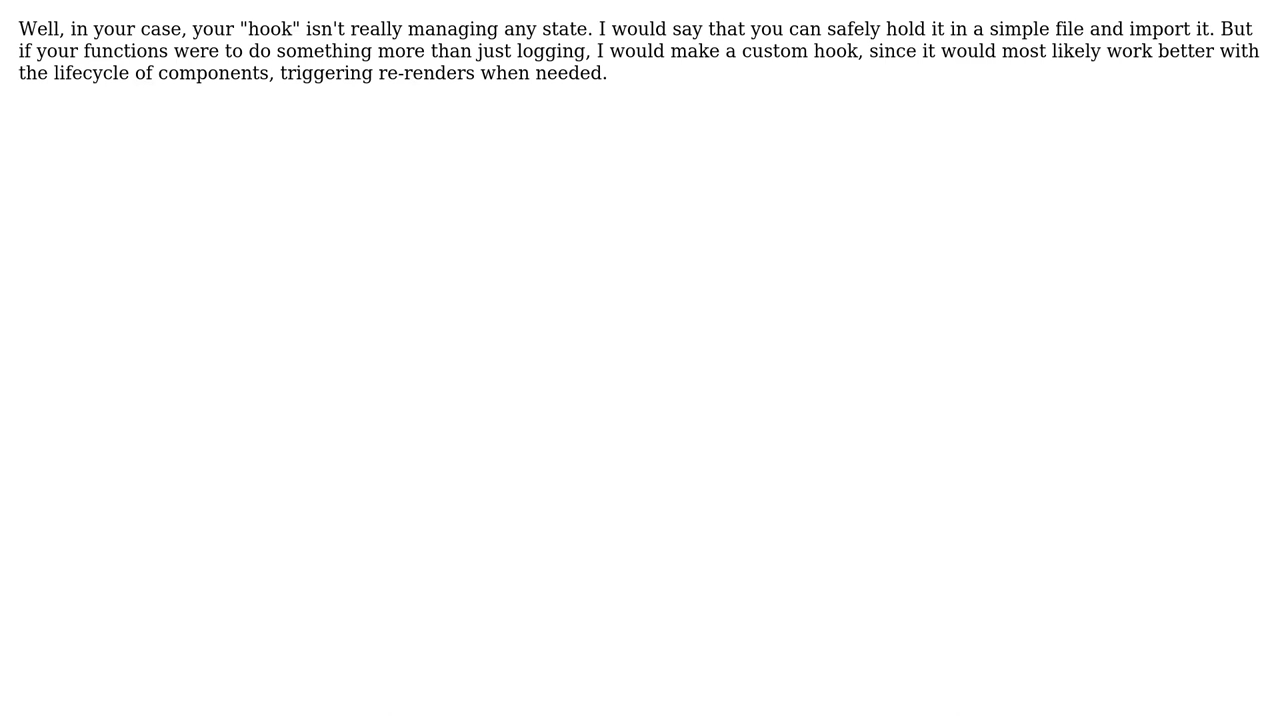 Well, in your case, your "hook" isn't really managing any state. I would say that you can safely hold it in a simple file and import it. But
if your functions were to do something more than just logging, I would make a custom hook, since it would most likely work better with
the lifecycle of components, triggering re-renders when needed.